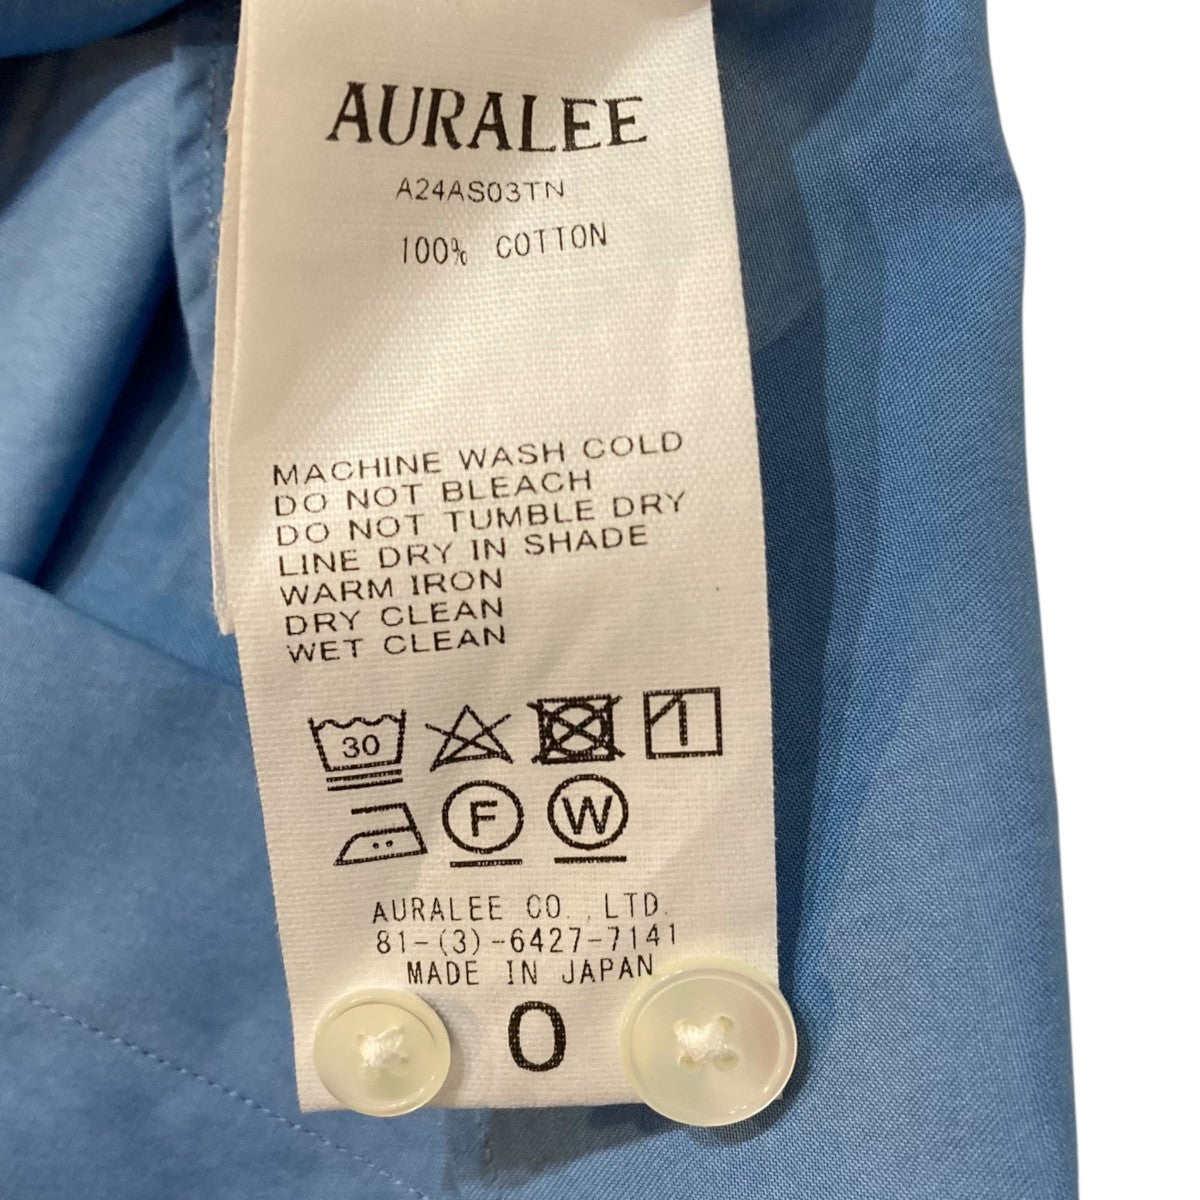 AURALEE
A24AS03TN
100% COTTON
MACHINE WASH COLD
DO NOT BLEACH
DO NOT TUMBLE DRY
LINE DRY IN SHADE
WARM IRON
DRY CLEAN
WET CLEAN
30
F W
AURALEE CO.,LTD.
81-(3)-6427-7141
MADE IN JAPAN
0